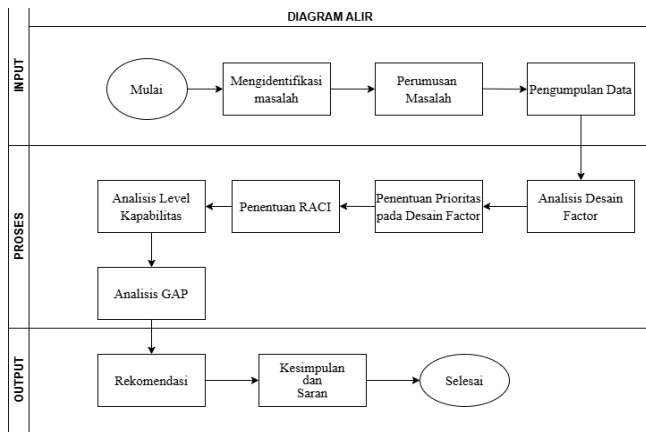 DIAGRAM ALIR
INPUT
Mulai
Mengidentifikasi
masalah
Perumusan
Masalah
Pengumpulan Data
PROSES
Analisis Level
Kapabilitas
Penentuan RACI
Penentuan Prioritas
pada Desain Factor
Analisis Desain
Factor
Analisis GAP
OUTPUT
Rekomendasi
Kesimpulan
dan
Saran
Selesai